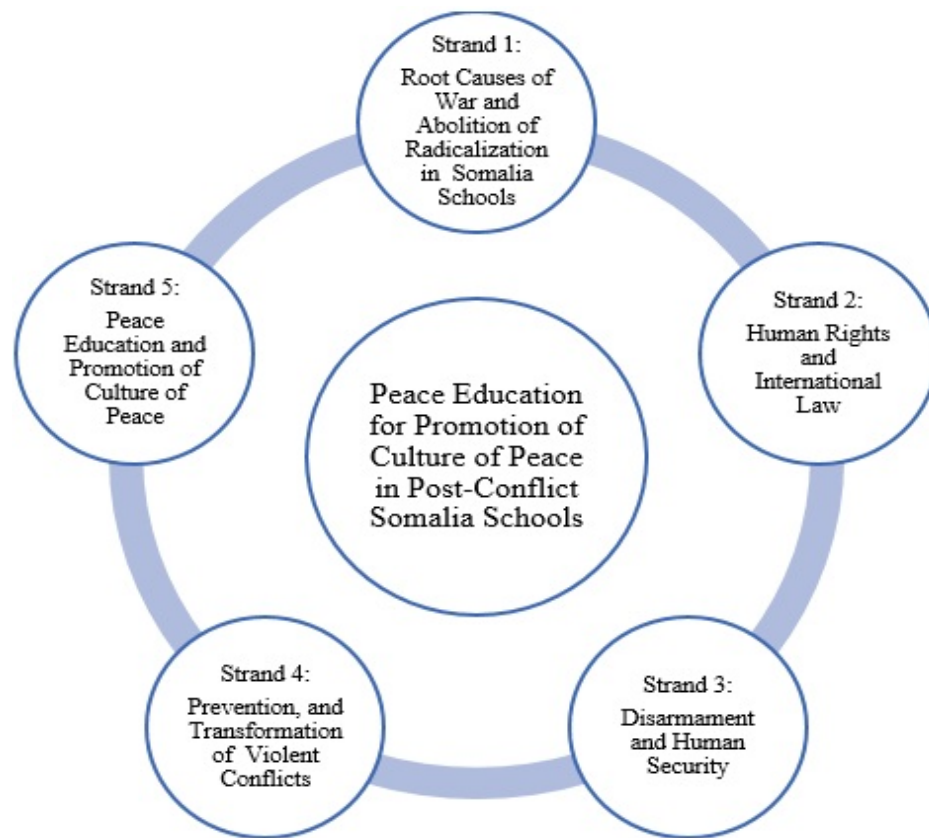 Strand 1:
Root Causes of
War and
Abolition of
Radicalization
in Somalia
Schools
Strand 2:
Human Rights
and
International
Law
Strand 3:
Disarmament
and Human
Security
Strand 4:
Prevention, and
Transformation
of Violent
Conflicts
Strand 5:
Peace
Education and
Promotion of
Culture of
Peace
Peace Education
for Promotion of
Culture of Peace
in Post-Conflict
Somalia Schools